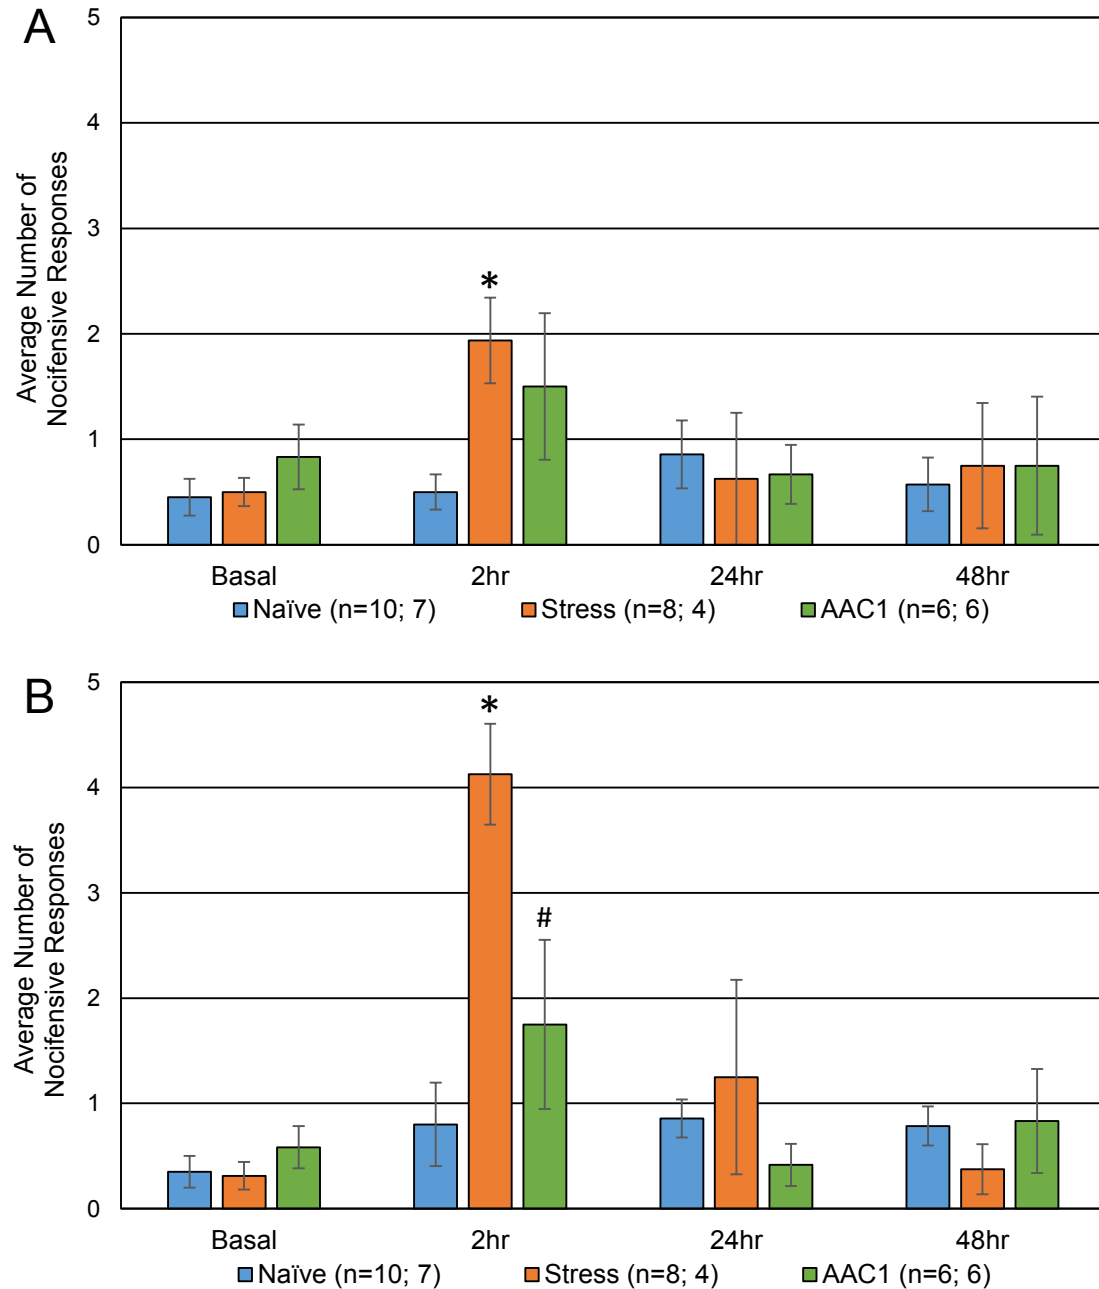 A
5
4
3
2
1
0
Average Number of
Nocifensive Responses
*
Basal 2hr 24hr 48hr
Naïve (n=10; 7) Stress (n=8; 4) AAC1 (n=6; 6)
B
5
4
3
2
1
0
Average Number of
Nocifensive Responses
*
#
Basal 2hr 24hr 48hr
Naïve (n=10; 7) Stress (n=8; 4) AAC1 (n=6; 6)